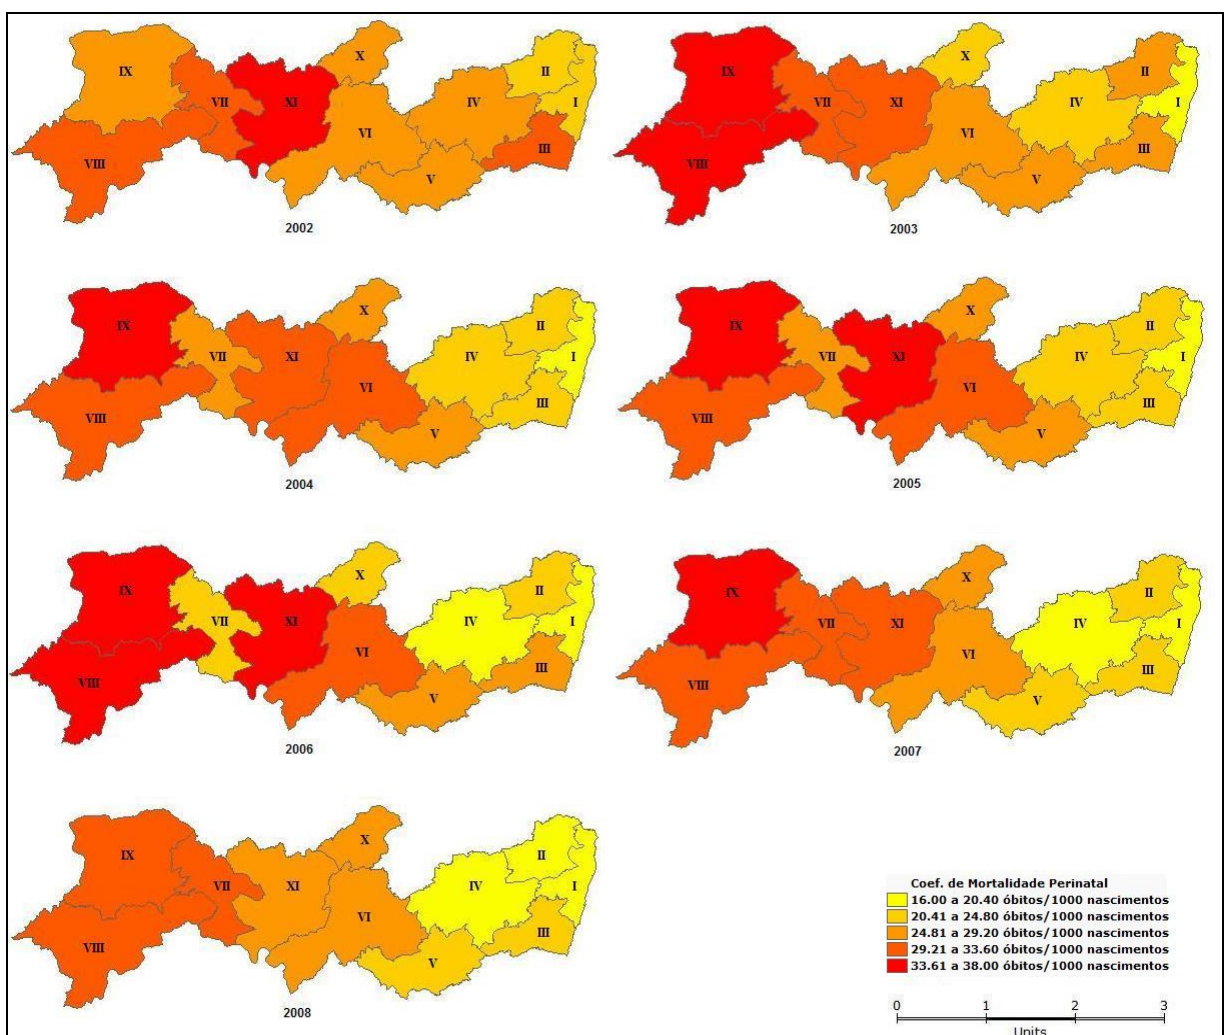 IX
VII
XI
X
VIII
VI
IV
II
I
III
V
2002
IX
VII
XI
X
VIII
VI
IV
II
I
III
V
2003
IX
VII
XI
X
VIII
VI
IV
II
I
III
V
2004
IX
VII
XI
X
VIII
VI
IV
II
I
III
V
2005
IX
VII
XI
X
VIII
VI
IV
II
I
III
V
2006
IX
VII
XI
X
VIII
VI
IV
II
I
III
V
2007
IX
VII
XI
X
VIII
VI
IV
II
I
III
V
2008
Coef. de Mortalidade Perinatal
16.00 a 20.40 óbitos/1000 nascimentos
20.41 a 24.80 óbitos/1000 nascimentos
24.81 a 29.20 óbitos/1000 nascimentos
29.21 a 33.60 óbitos/1000 nascimentos
33.61 a 38.00 óbitos/1000 nascimentos
0 1 2 3
Units